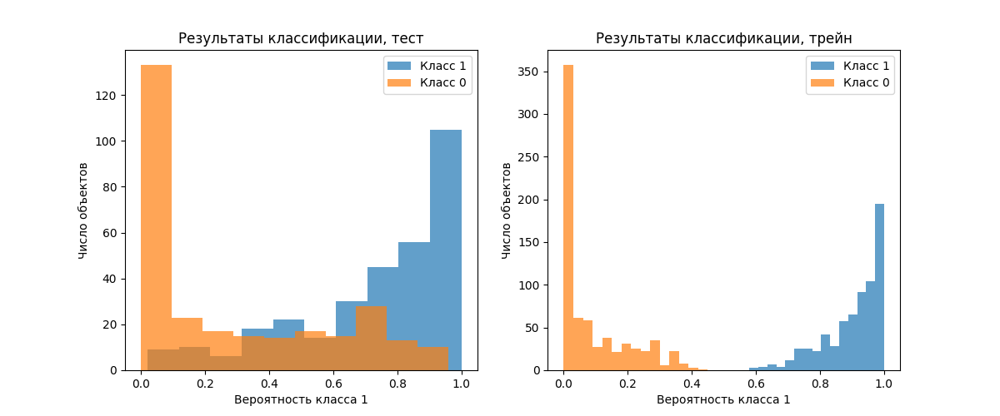 Результаты классификации, тест
Класс 1
Класс 0
120
100
80
60
40
20
0
Число объектов
0.0 0.2 0.4 0.6 0.8 1.0
Вероятность класса 1
Результаты классификации, трейн
Класс 1
Класс 0
350
300
250
200
150
100
50
0
Число объектов
0.0 0.2 0.4 0.6 0.8 1.0
Вероятность класса 1